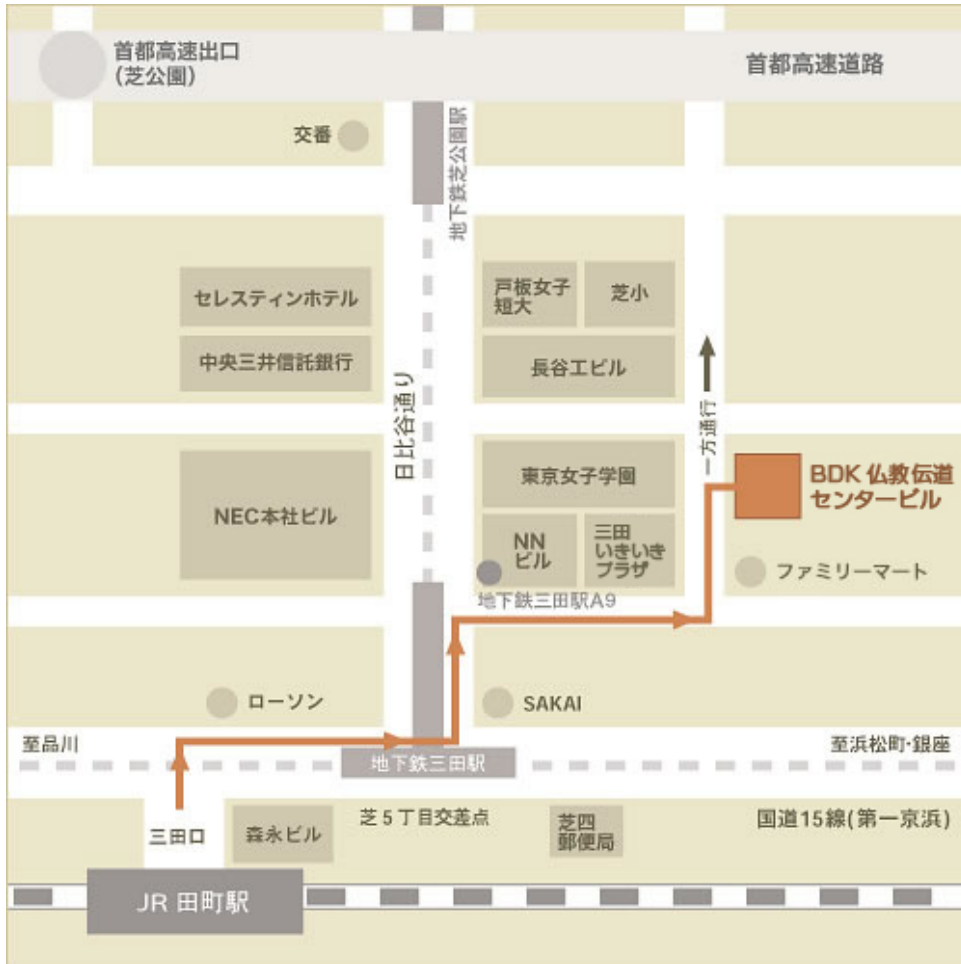 首都高速出口
(芝公園)
首都高速道路
交番
地下鉄芝公園駅
セレスティンホテル
戸板女子
短大
芝小
中央三井信託銀行
長谷工ビル
日比谷通り
一方通行
NEC本社ビル
東京女子学園
BDK 仏教伝道
センタービル
NN
ビル
三田
いきいき
プラザ
ファミリーマート
地下鉄三田駅A9
ローソン
SAKAI
至品川
至浜松町・銀座
地下鉄三田駅
三田口
森永ビル
芝5丁目交差点
芝四
郵便局
国道15線(第一京浜)
JR 田町駅